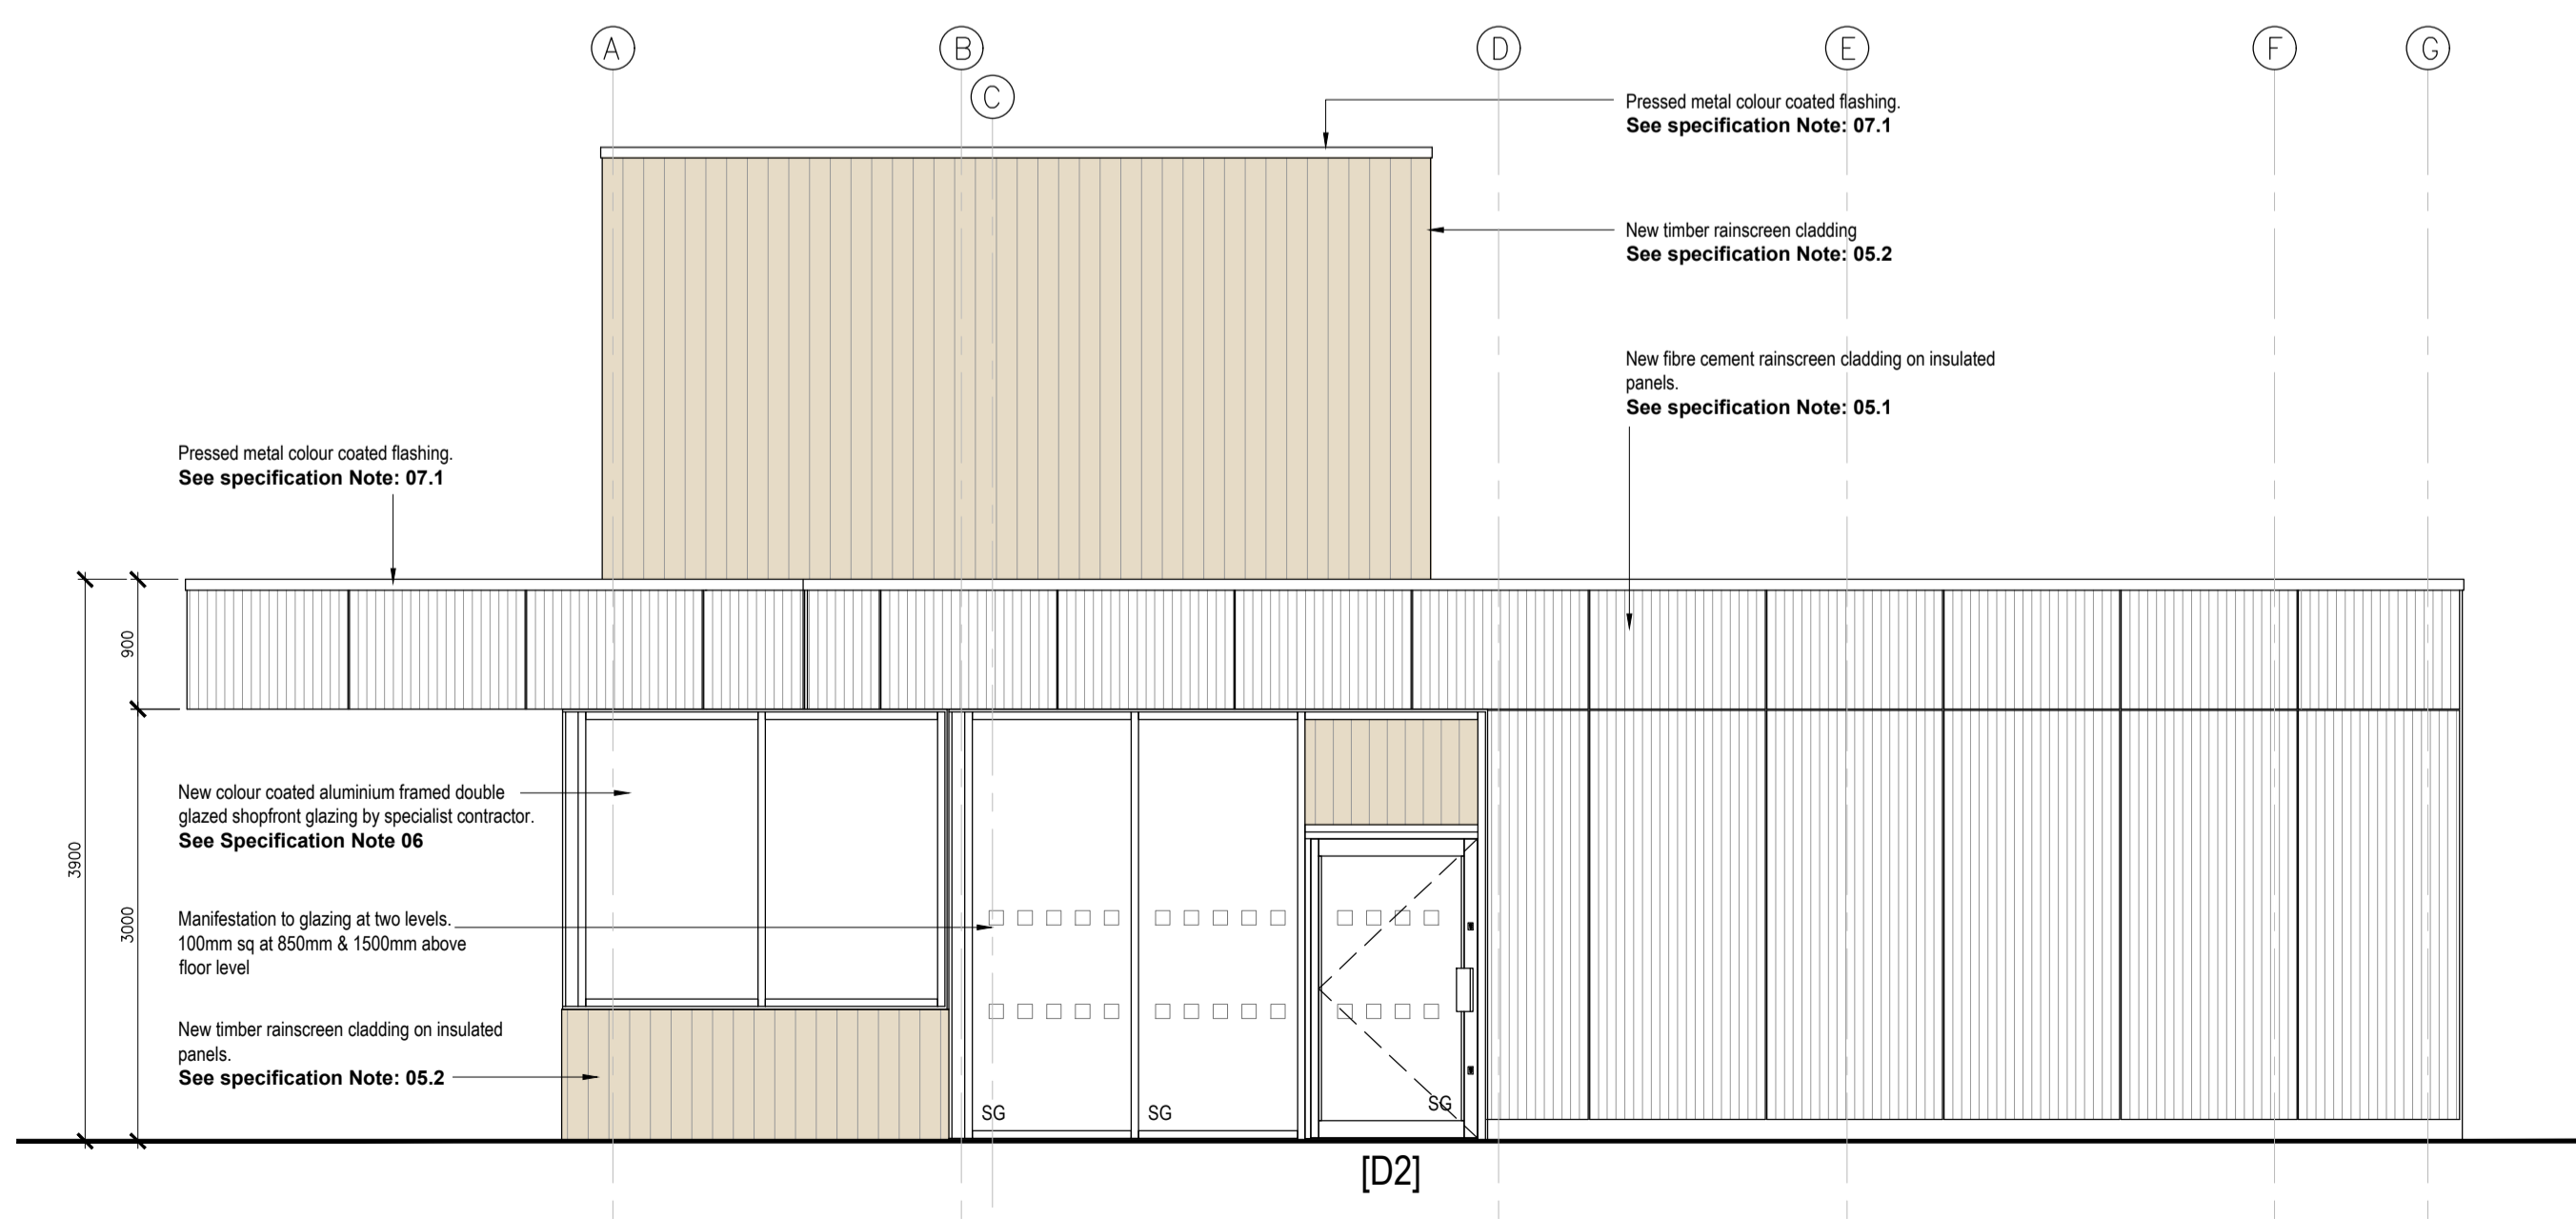 A
B
C
D
E
F
G
Pressed metal colour coated flashing.
See specification Note: 07.1
New timber rainscreen cladding
See specification Note: 05.2
New fibre cement rainscreen cladding on insulated
panels.
See specification Note: 05.1
Pressed metal colour coated flashing.
See specification Note: 07.1
900
3900
3000
New colour coated aluminium framed double
glazed shopfront glazing by specialist contractor.
See Specification Note 06
Manifestation to glazing at two levels.
100mm sq at 850mm & 1500mm above
floor level
New timber rainscreen cladding on insulated
panels.
See specification Note: 05.2
SG
SG
SG
[D2]